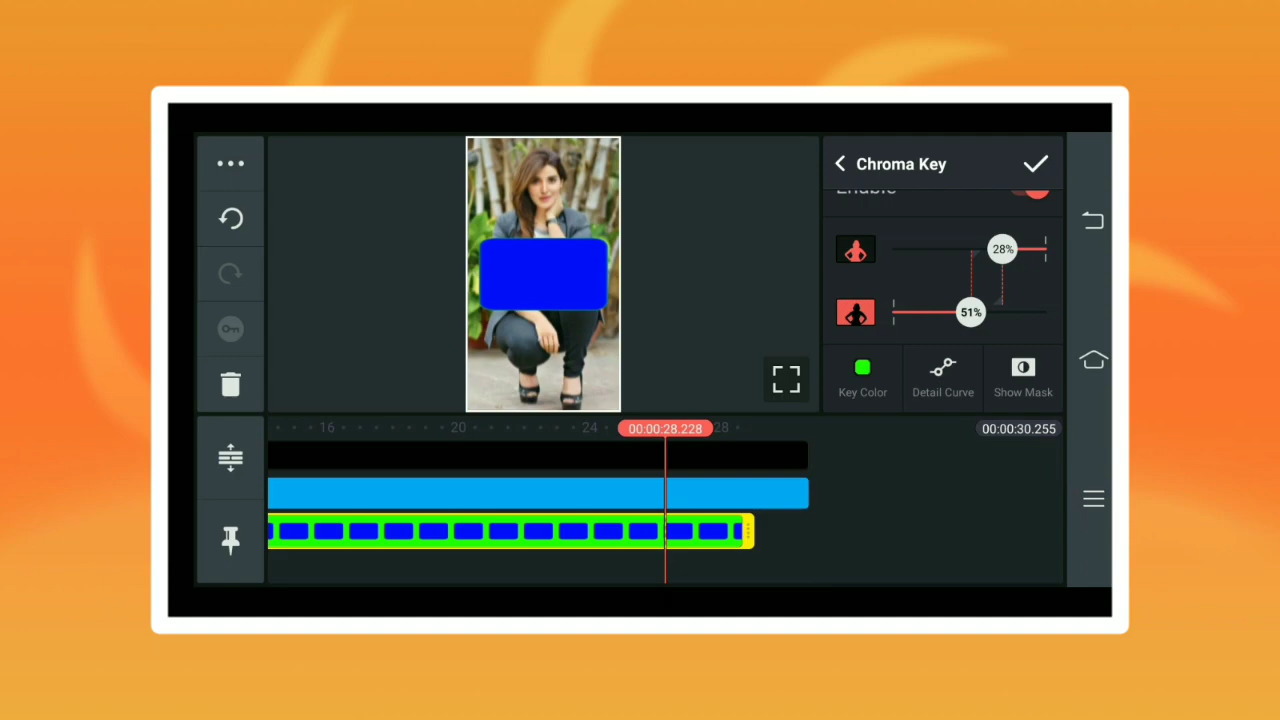 Chroma Key
Enable
28%
51%
Key Color
Detail Curve
Show Mask
16
20
24
00:00:28.228
28
00:00:30.255